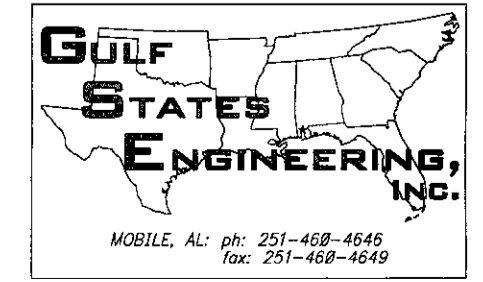 GULF
STATES
ENGINEERING,
INC.
MOBILE, AL: ph: 251-460-4646
fax: 251-460-4649